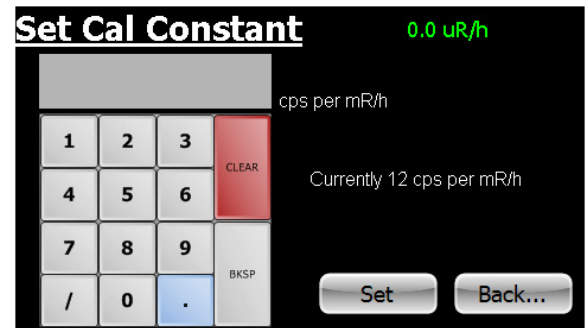 Set Cal Constant
0.0 uR/h
cps per mR/h
1 2 3
CLEAR
4 5 6
Currently 12 cps per mR/h
7 8 9
BKSP
/ 0 .
Set
Back...